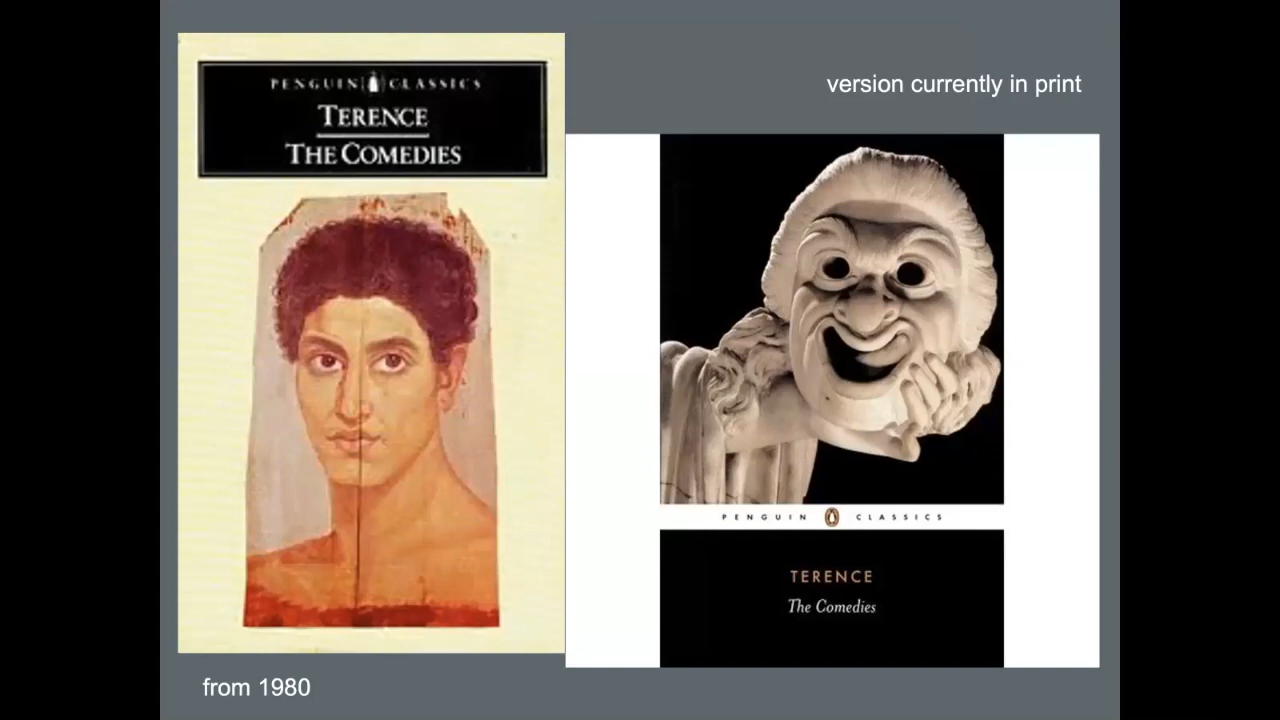 PENGUIN CLASSICS
TERENCE
THE COMEDIES
from 1980
version currently in print
PENGUIN CLASSICS
TERENCE
The Comedies